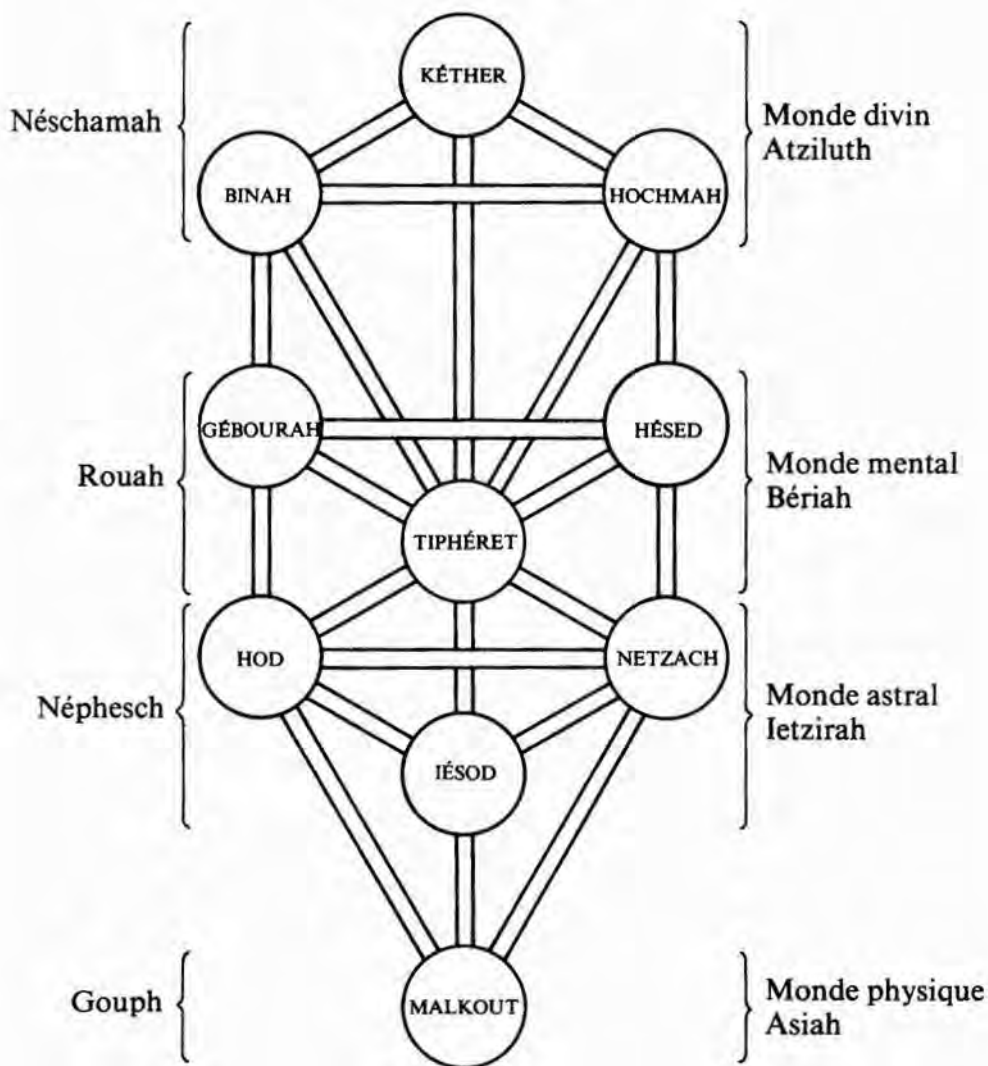 KÉTHER
Néschamah
Monde divin
Atziluth
BINAH
HOCHMAH
GÉBOURAH
HÉSED
Rouah
Monde mental
Bériah
TIPHÉRET
HOD
NETZACH
Néphesch
Monde astral
Ietzirah
IÉSOD
Gouph
MALKOUT
Monde physique
Asiah